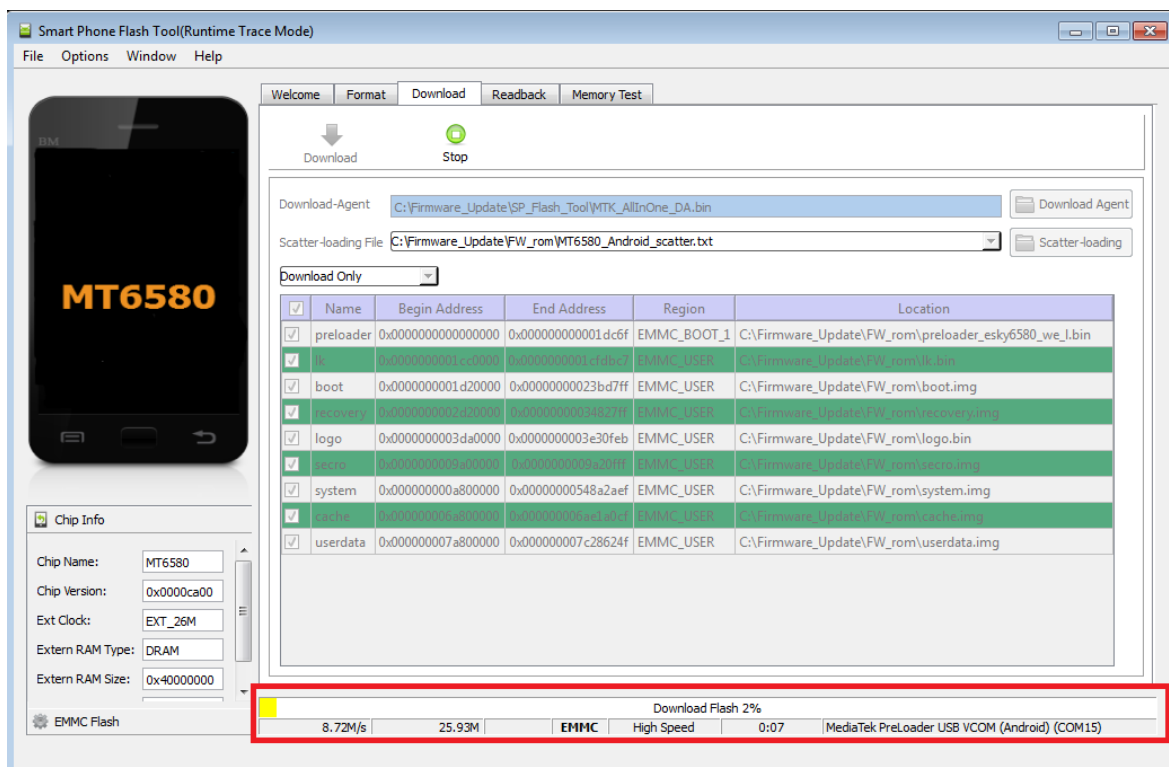 Smart Phone Flash Tool(Runtime Trace Mode)
File Options Window Help
BM
MT6580
Welcome Format Download Readback Memory Test
Download Stop
Download-Agent C:\Firmware_Update\SP_Flash_Tool\MTK_AllInOne_DA.bin Download Agent
Scatter-loading File C:\Firmware_Update\FW_rom\MT6580_Android_scatter.txt Scatter-loading
Download Only
Name Begin Address End Address Region Location
preloader 0x0000000000000000 0x000000000001dc6f EMMC_BOOT_1 C:\Firmware_Update\FW_rom\preloader_esky6580_we_l.bin
lk 0x0000000001cc0000 0x0000000001cfdbc7 EMMC_USER C:\Firmware_Update\FW_rom\lk.bin
boot 0x0000000001d20000 0x00000000023bd7ff EMMC_USER C:\Firmware_Update\FW_rom\boot.img
recovery 0x0000000002d20000 0x00000000034827ff EMMC_USER C:\Firmware_Update\FW_rom\recovery.img
logo 0x0000000003da0000 0x0000000003e30feb EMMC_USER C:\Firmware_Update\FW_rom\logo.bin
secro 0x0000000009a00000 0x0000000009a20fff EMMC_USER C:\Firmware_Update\FW_rom\secro.img
system 0x000000000a800000 0x00000000548a2aef EMMC_USER C:\Firmware_Update\FW_rom\system.img
cache 0x000000006a800000 0x000000006ae1a0cf EMMC_USER C:\Firmware_Update\FW_rom\cache.img
userdata 0x000000007a800000 0x000000007c28624f EMMC_USER C:\Firmware_Update\FW_rom\userdata.img
Chip Info
Chip Name: MT6580
Chip Version: 0x0000ca00
Ext Clock: EXT_26M
Extern RAM Type: DRAM
Extern RAM Size: 0x40000000
EMMC Flash
Download Flash 2%
8.72M/s 25.93M EMMC High Speed 0:07 MediaTek PreLoader USB VCOM (Android) (COM15)